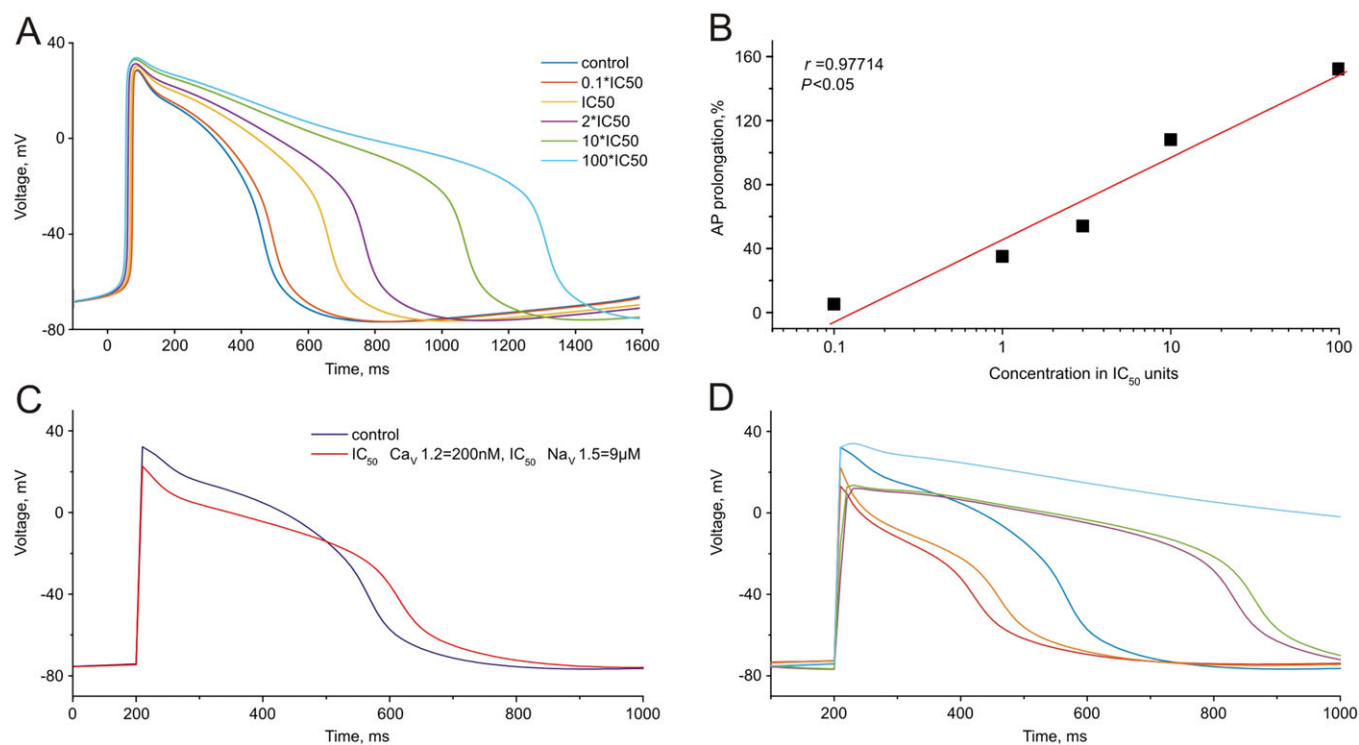 A
40
0
-40
-80
Voltage, mV
0
200
400
600
800
1000
1200
1400
1600
Time, ms
control
0.1*IC50
IC50
2*IC50
10*IC50
100*IC50
B
r =0.97714
P<0.05
160
120
80
40
0
AP prolongation,%
0.1
1
10
100
Concentration in IC50 units
C
40
0
-40
-80
Voltage, mV
0
200
400
600
800
1000
Time, ms
control
IC50 CaV 1.2=200nM, IC50 NaV 1.5=9µM
D
40
0
-40
-80
Voltage, mV
200
400
600
800
1000
Time, ms